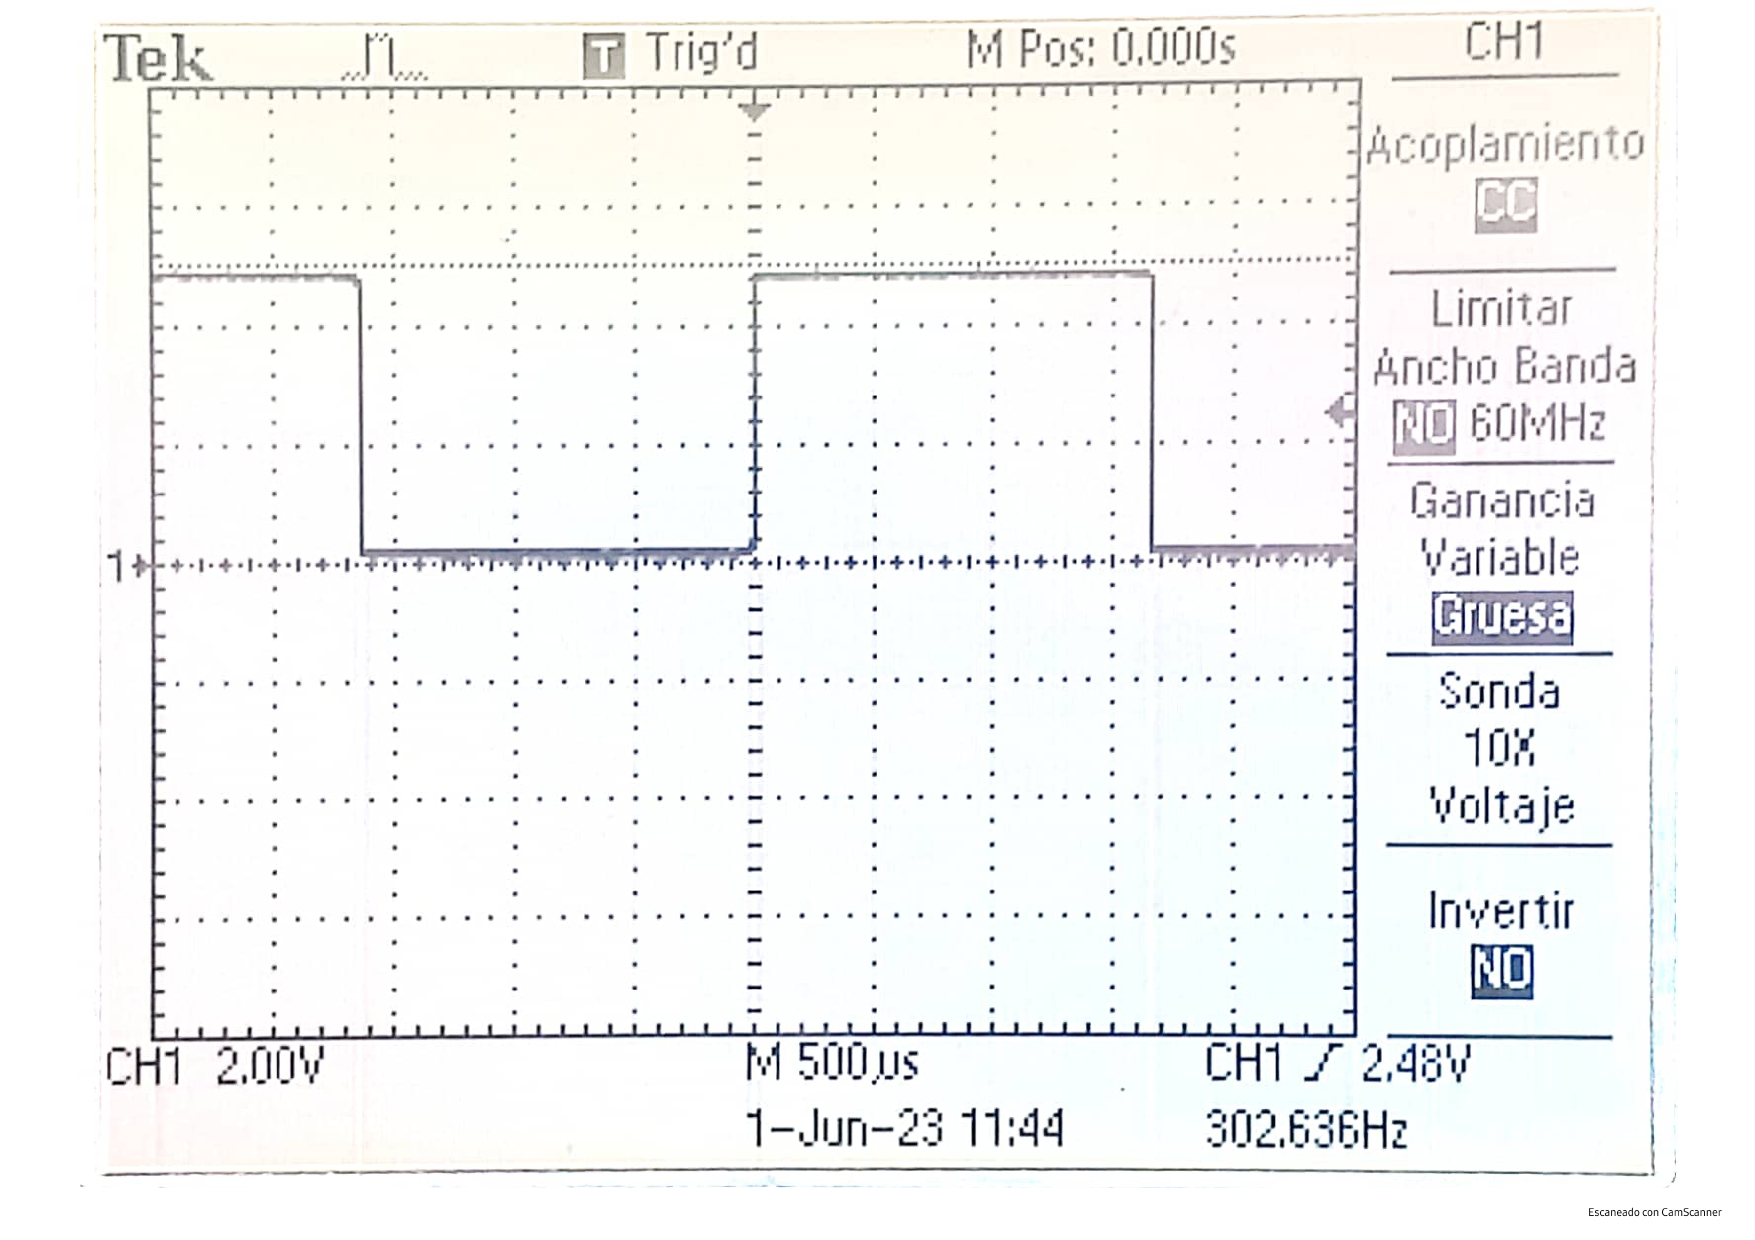 Tek T Trig'd M Pos: 0.000s CH1
Acoplamiento
CC
Limitar
Ancho Banda
NO 60MHz
Ganancia
Variable
Gruesa
Sonda
10X
Voltaje
Invertir
NO
1
CH1 2.00V M 500µs CH1 2.48V
1-Jun-23 11:44 302.636Hz
Escaneado con CamScanner